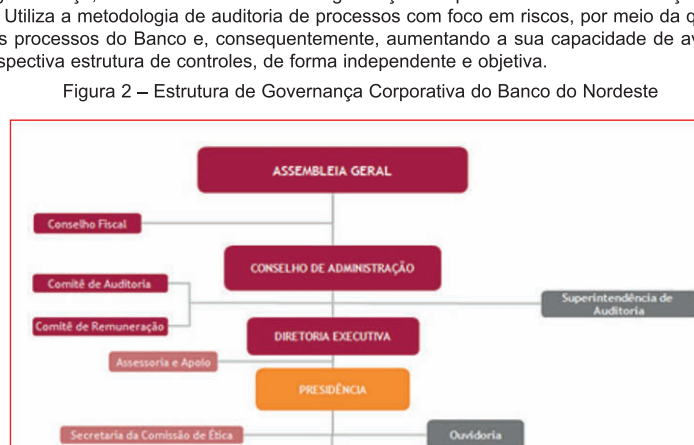 Utiliza a metodologia de auditoria de processos com foco em riscos, por meio da
s processos do Banco e, consequentemente, aumentando a sua capacidade de
estrutura de controles, de forma independente e objetiva.
Figura 2 – Estrutura de Governança Corporativa do Banco do Nordeste
ASSEMBLEIA GERAL
Conselho Fiscal
CONSELHO DE ADMINISTRAÇÃO
Comitê de Auditoria
Superintendência de
Auditoria
Comitê de Remuneração
DIRETORIA EXECUTIVA
Assessoria e Apoio
PRESIDÊNCIA
Secretaria da Comissão de Ética
Ouvidoria